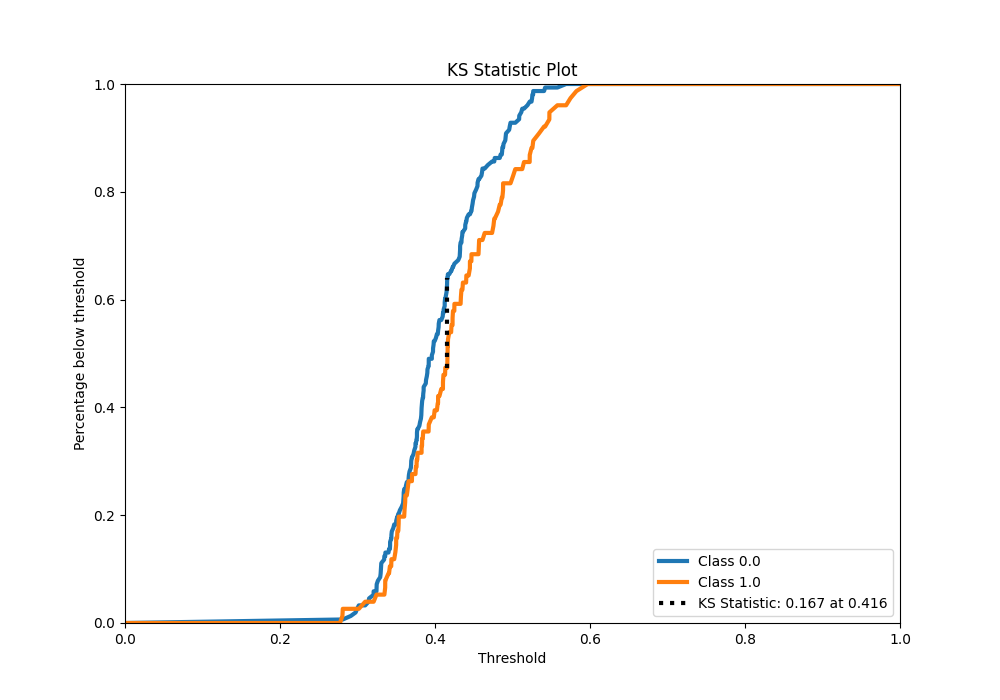 KS Statistic Plot
1.0
0.8
0.6
0.4
0.2
0.0
Percentage below threshold
0.0 0.2 0.4 0.6 0.8 1.0
Threshold
Class 0.0
Class 1.0
KS Statistic: 0.167 at 0.416